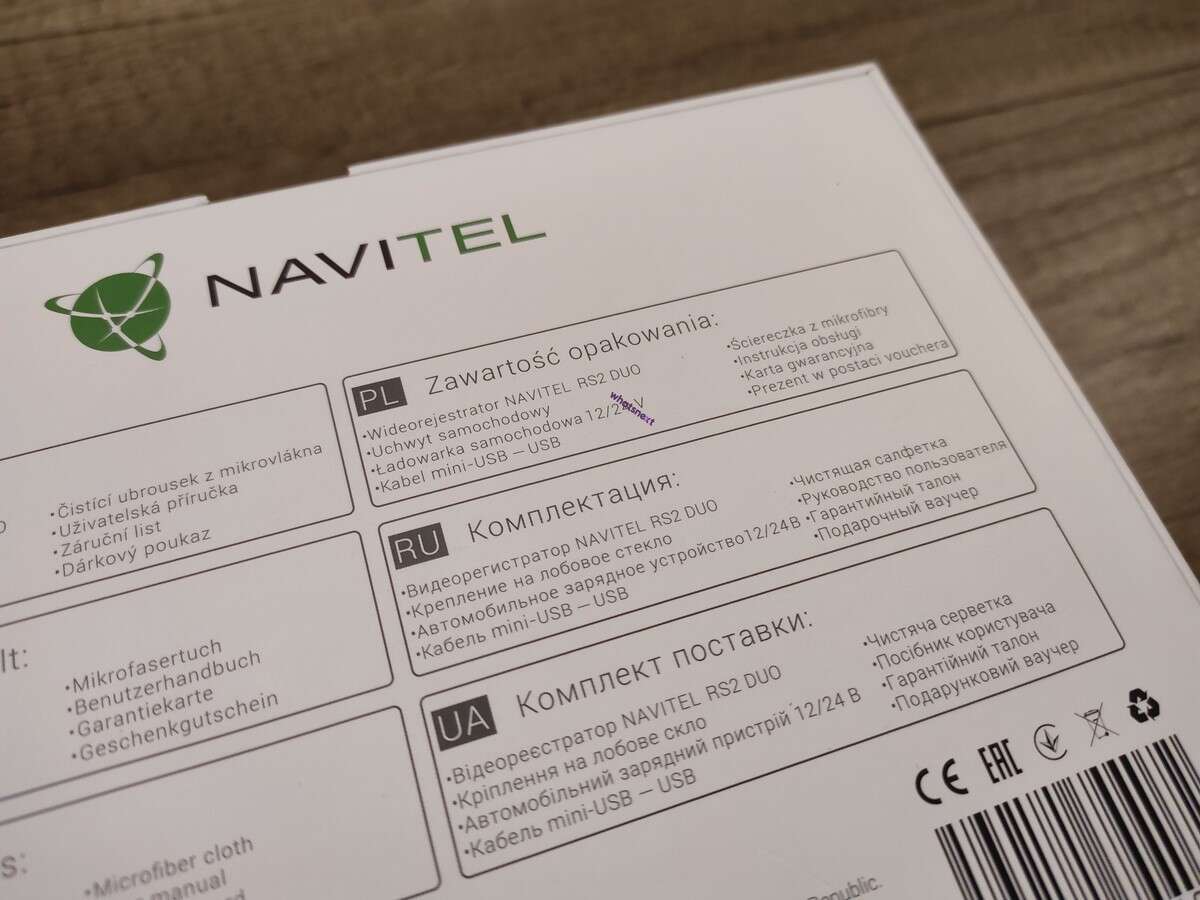 NAVITEL
•Čistící ubrousek z mikrovlákna
•Uživatelská příručka
•Záruční list
•Dárkový poukaz
lt:
•Mikrofasertuch
•Benutzerhandbuch
•Garantiekarte
•Geschenkgutschein
s:
•Microfiber cloth
manual
PL Zawartość opakowania:
•Wideorejestrator NAVITEL RS2 DUO
•Uchwyt samochodowy
•Ładowarka samochodowa 12/24 V
•Kabel mini-USB – USB
•Ściereczka z mikrofibry
•Instrukcja obsługi
•Karta gwarancyjna
•Prezent w postaci vouchera
whatsnext
RU Комплектация:
•Видеорегистратор NAVITEL RS2 DUO
•Крепление на лобовое стекло
•Автомобильное зарядное устройство12/24В
•Кабель mini-USB – USB
•Чистящая салфетка
•Руководство пользователя
•Гарантийный талон
•Подарочный ваучер
UA Комплект поставки:
•Відеореєстратор NAVITEL RS2 DUO
•Кріплення на лобове скло
•Автомобільний зарядний пристрій 12/24 В
•Кабель mini-USB – USB
•Чистяча серветка
•Посібник користувача
•Гарантійний талон
•Подарунковий ваучер
CE EAC
Republic.